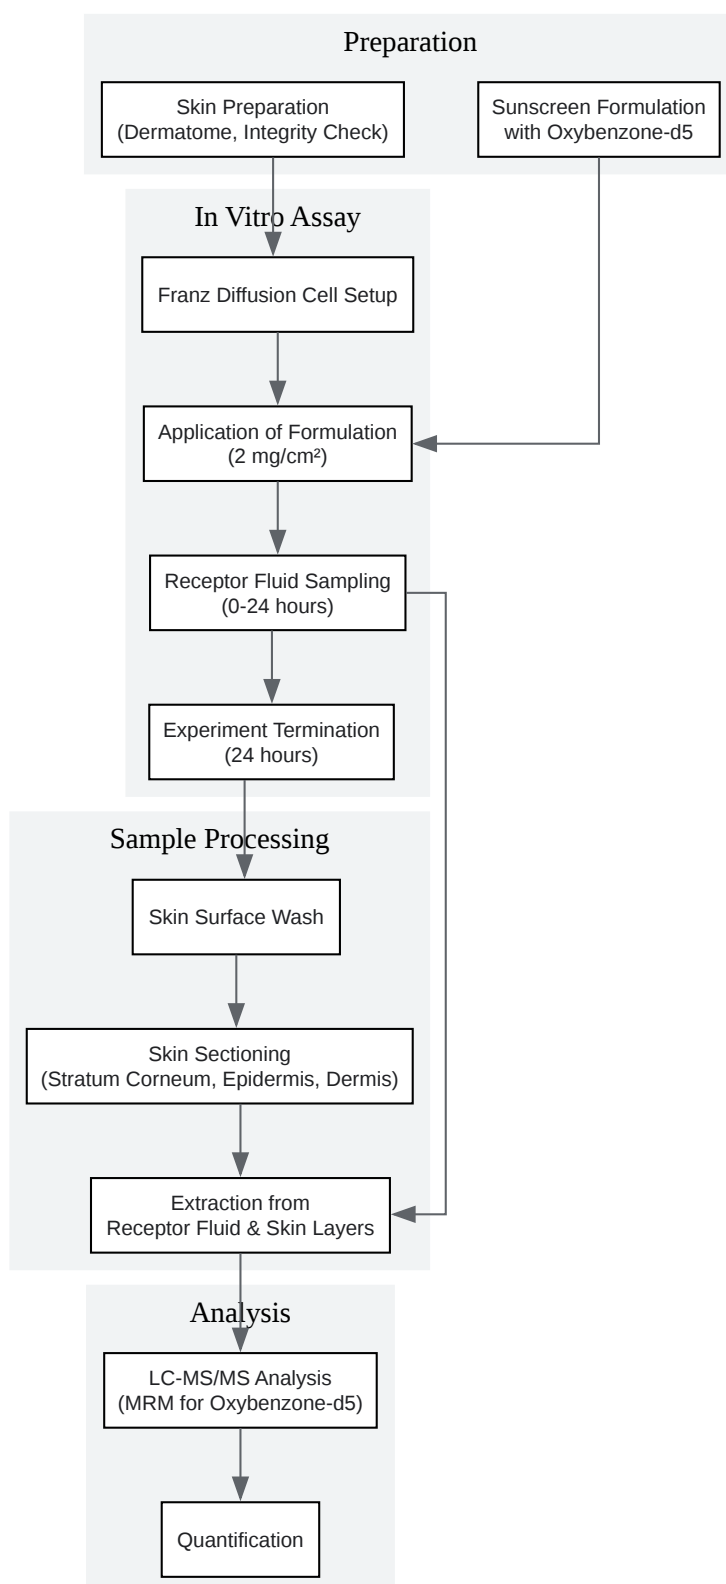 Preparation
Skin Preparation
(Dermatome, Integrity Check)
Sunscreen Formulation
with Oxybenzone-d5
In Vitro Assay
Franz Diffusion Cell Setup
Application of Formulation
(2 mg/cm²)
Receptor Fluid Sampling
(0-24 hours)
Experiment Termination
(24 hours)
Sample Processing
Skin Surface Wash
Skin Sectioning
(Stratum Corneum, Epidermis, Dermis)
Extraction from
Receptor Fluid & Skin Layers
Analysis
LC-MS/MS Analysis
(MRM for Oxybenzone-d5)
Quantification